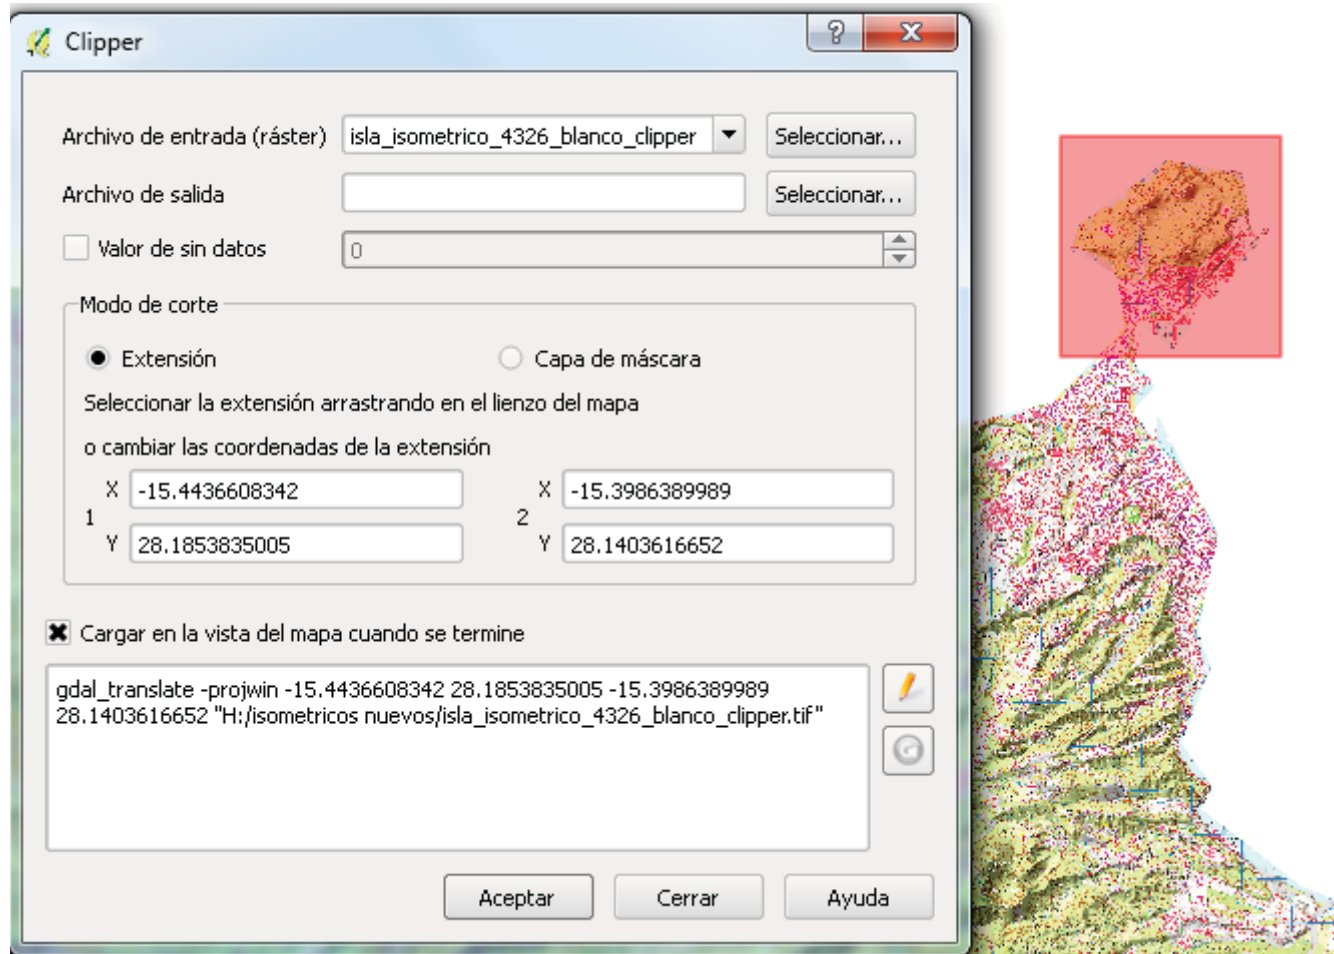 Clipper
Archivo de entrada (ráster) isla_isometrico_4326_blanco_clipper Seleccionar...
Archivo de salida Seleccionar...
Valor de sin datos 0
Modo de corte
Extensión Capa de máscara
Seleccionar la extensión arrastrando en el lienzo del mapa
o cambiar las coordenadas de la extensión
X -15.4436608342 X -15.3986389989
1 2
Y 28.1853835005 Y 28.1403616652
Cargar en la vista del mapa cuando se termine
gdal_translate -projwin -15.4436608342 28.1853835005 -15.3986389989
28.1403616652 "H:/isometricos nuevos/isla_isometrico_4326_blanco_clipper.tif"
Aceptar Cerrar Ayuda